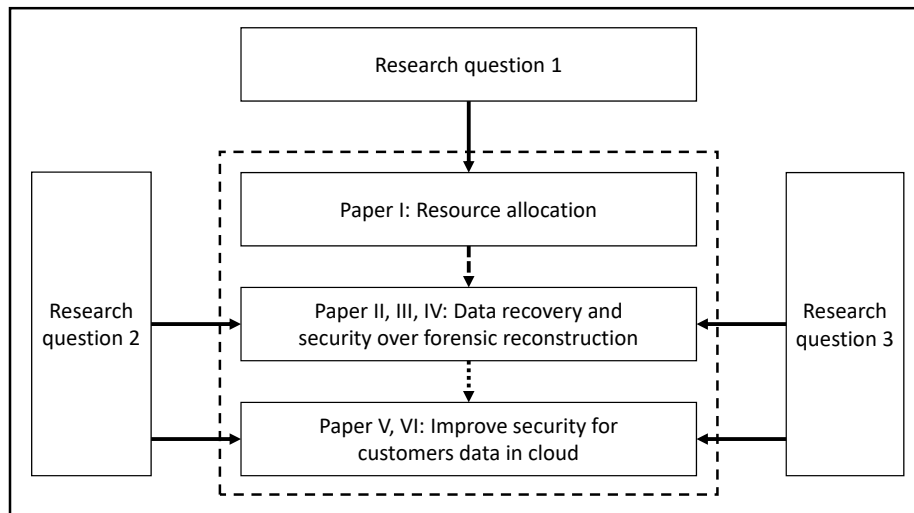 Research question 1
Paper I: Resource allocation
Research
question 2
Paper II, III, IV: Data recovery and
security over forensic reconstruction
Research
question 3
Paper V, VI: Improve security for
customers data in cloud